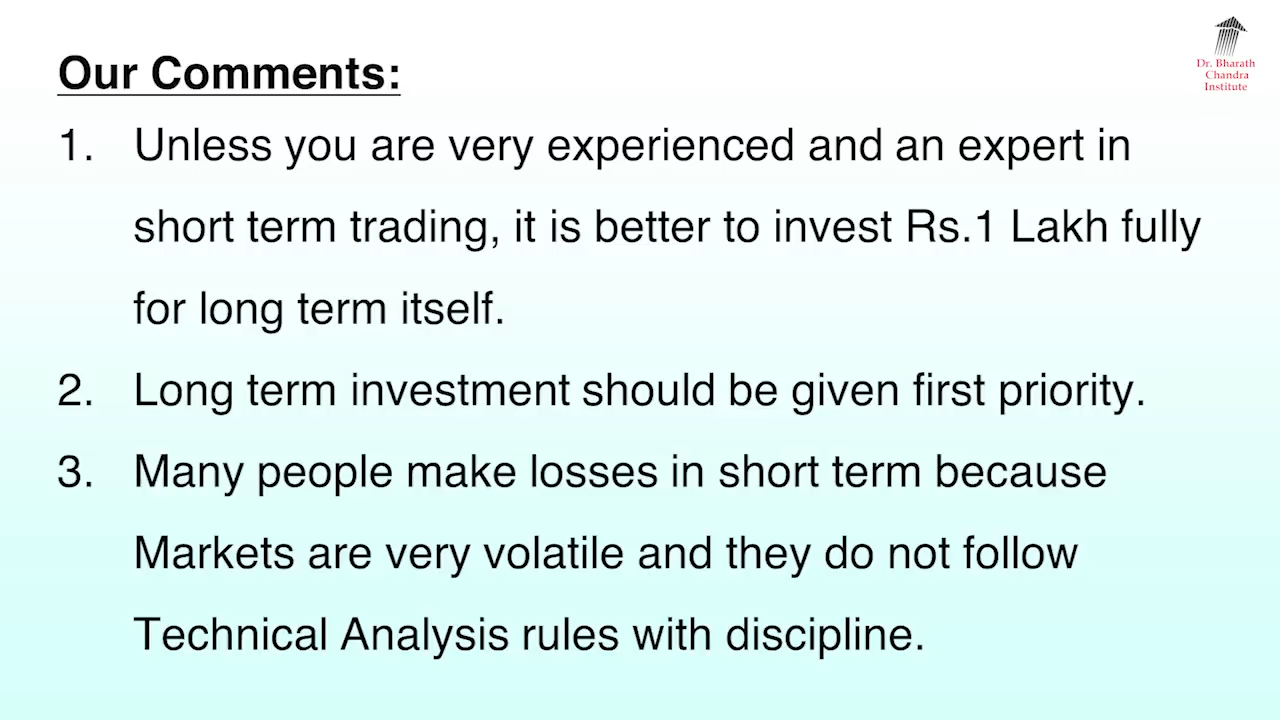 Our Comments:
Dr. Bharath
Chandra
Institute
1. Unless you are very experienced and an expert in
short term trading, it is better to invest Rs.1 Lakh fully
for long term itself.
2. Long term investment should be given first priority.
3. Many people make losses in short term because
Markets are very volatile and they do not follow
Technical Analysis rules with discipline.